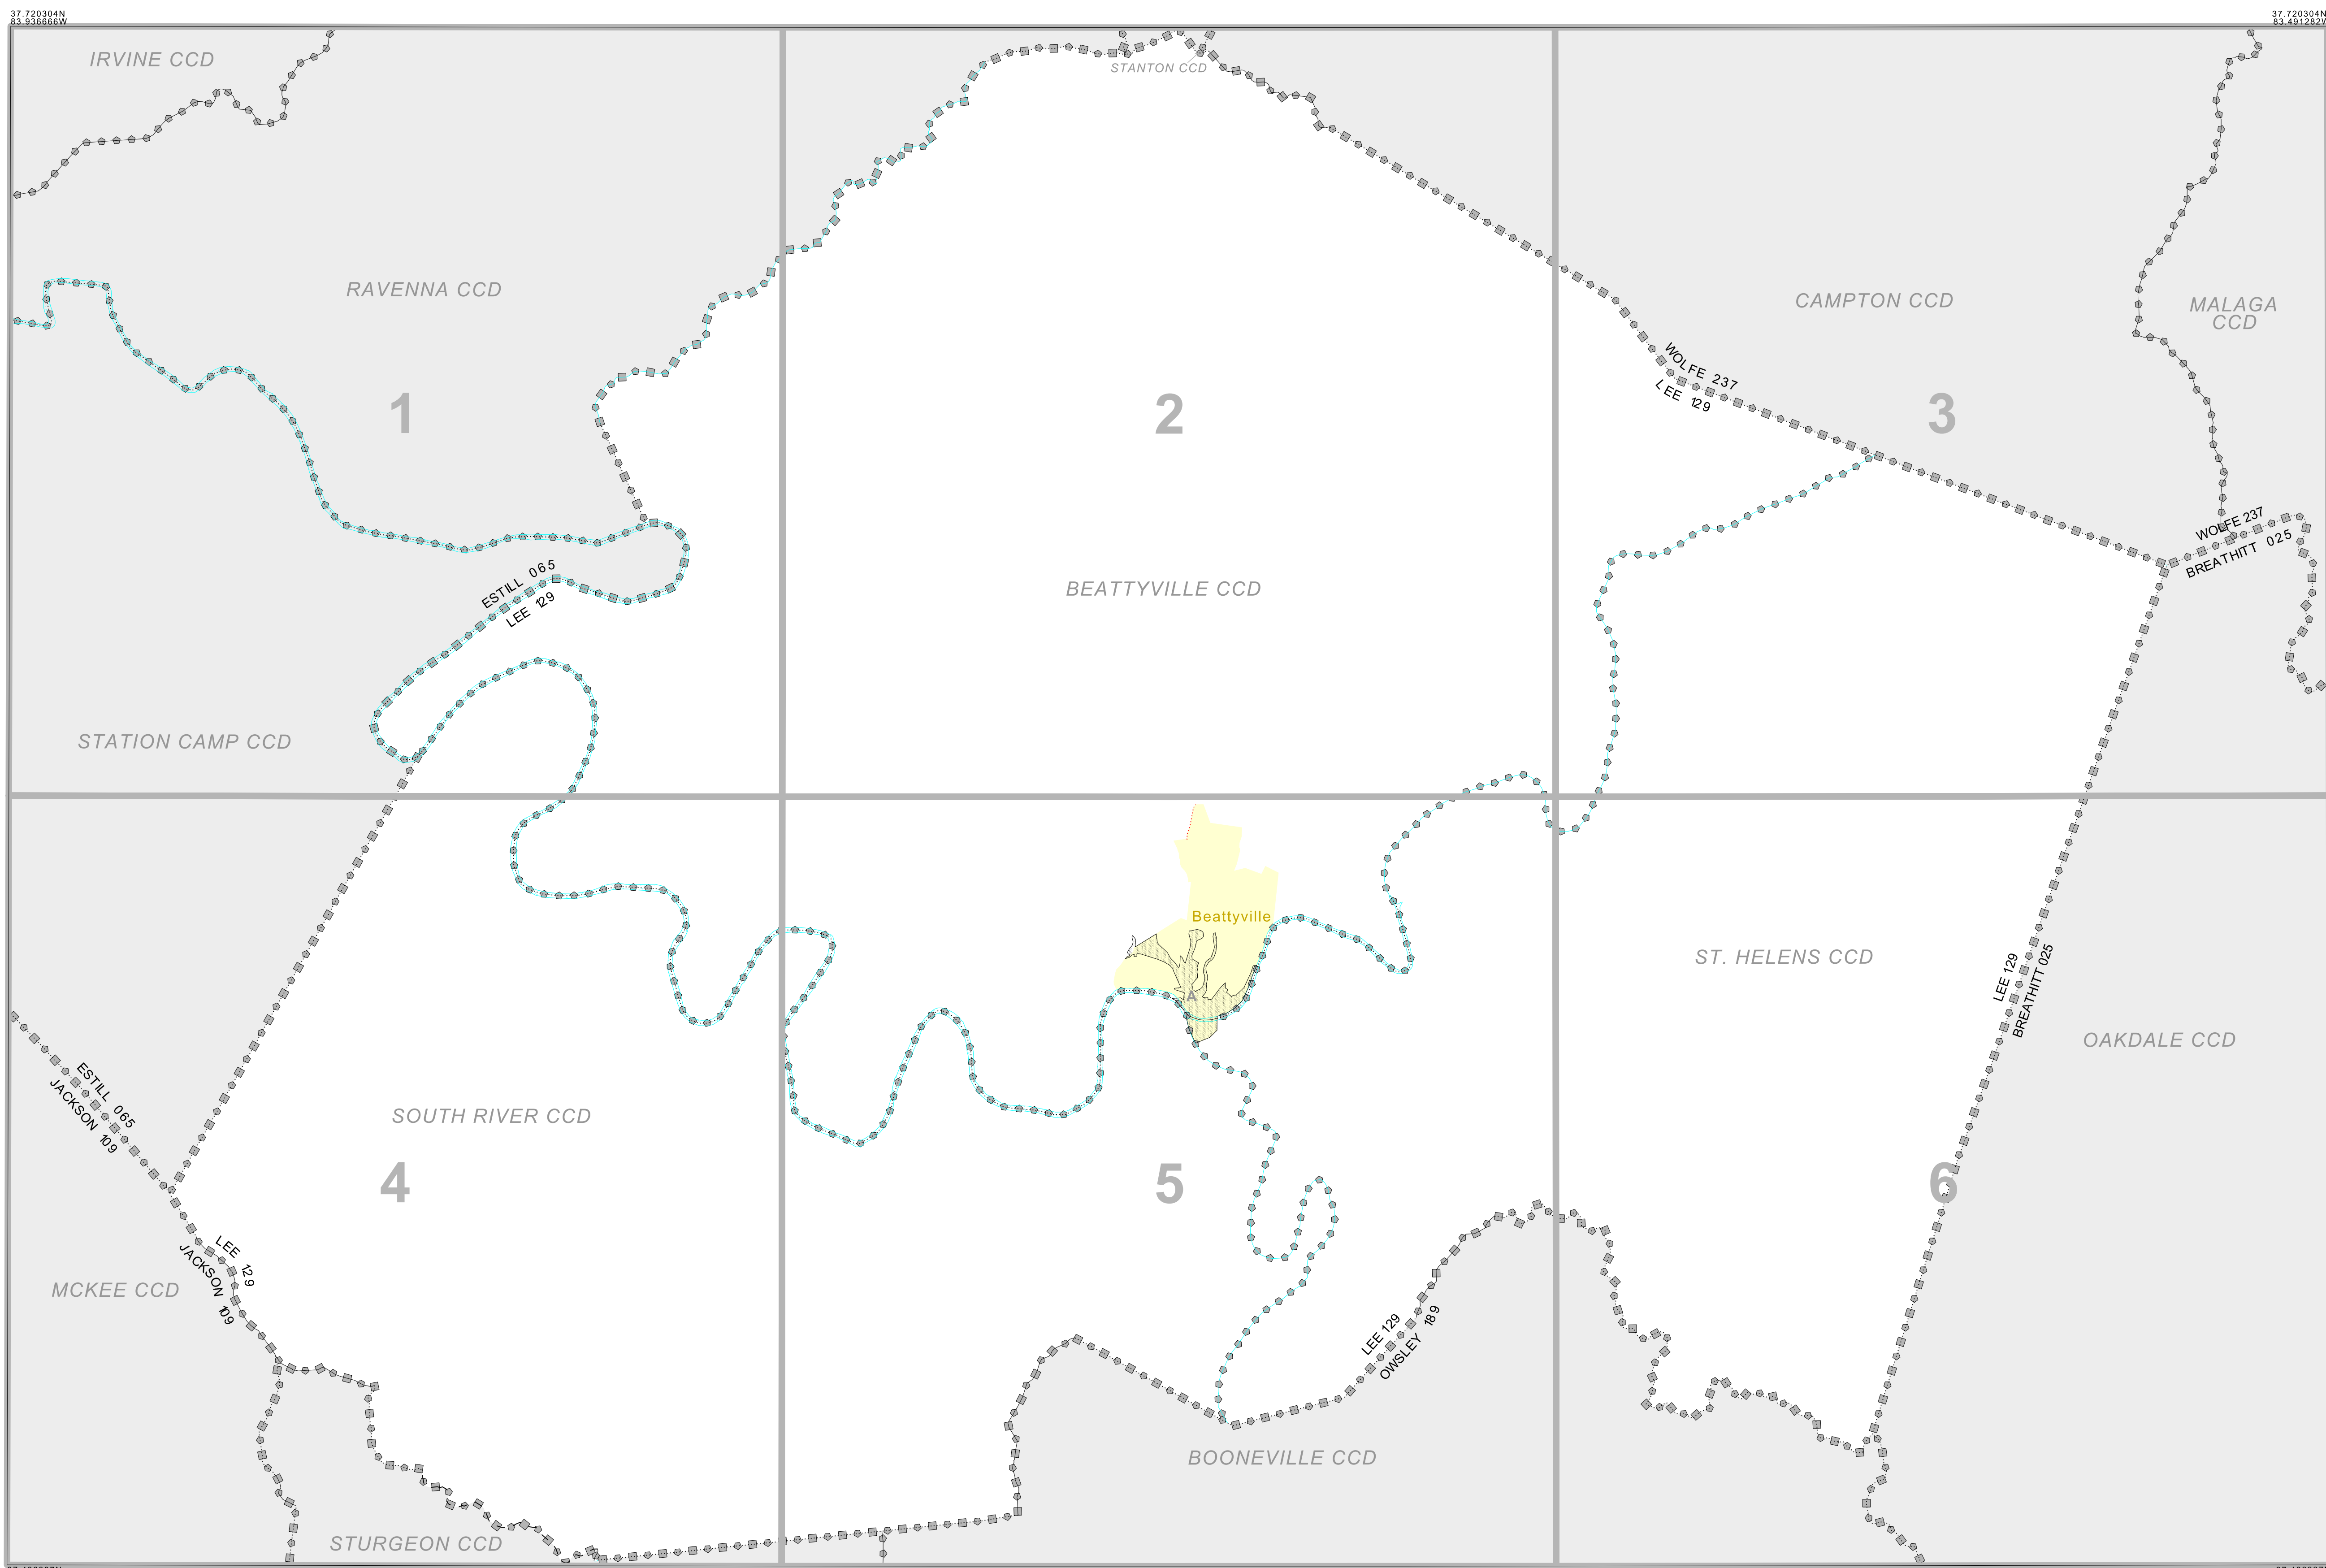 37.720304N
83.936666W
37.720304N
83.491282W
IRVINE CCD
STANTON CCD
RAVENNA CCD
CAMPTON CCD
MALAGA
CCD
WOLFE 237
LEE 129
1
2
3
WOLFE 237
BREATHITT 025
ESTILL 065
LEE 129
BEATTYVILLE CCD
STATION CAMP CCD
Beattyville
A
ST. HELENS CCD
LEE 129
BREATHITT 025
OAKDALE CCD
ESTILL 065
JACKSON 109
SOUTH RIVER CCD
4
5
6
LEE 129
JACKSON 109
MCKEE CCD
LEE 129
OWSLEY 189
BOONEVILLE CCD
STURGEON CCD